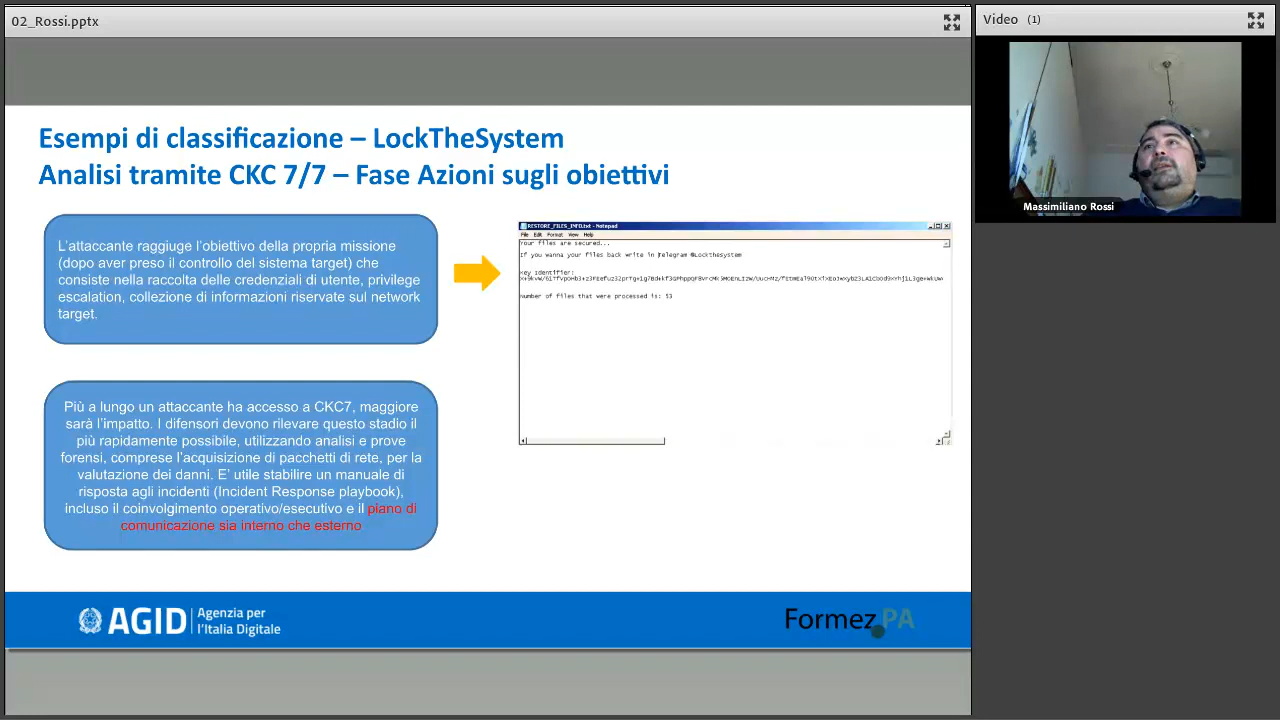 02_Rossi.pptx
Video (1)
Massimiliano Rossi
Esempi di classificazione – LockTheSystem
Analisi tramite CKC 7/7 – Fase Azioni sugli obiettivi
L'attaccante raggiuge l'obiettivo della propria missione
(dopo aver preso il controllo del sistema target) che
consiste nella raccolta delle credenziali di utente, privilege
escalation, collezione di informazioni riservate sul network
target.
RESTORE_FILES_INFO.txt - Notepad
File Edit Format View Help
Your files are secured...
If you wanna your files back write in Telegram @Lockthesystem
Key identifier:
Number of files that were processed is: 53
Più a lungo un attaccante ha accesso a CKC7, maggiore
sarà l'impatto. I difensori devono rilevare questo stadio il
più rapidamente possibile, utilizzando analisi e prove
forensi, comprese l'acquisizione di pacchetti di rete, per la
valutazione dei danni. E' utile stabilire un manuale di
risposta agli incidenti (Incident Response playbook),
incluso il coinvolgimento operativo/esecutivo e il piano di
comunicazione sia interno che esterno
AGID
Agenzia per
l'Italia Digitale
Formez PA